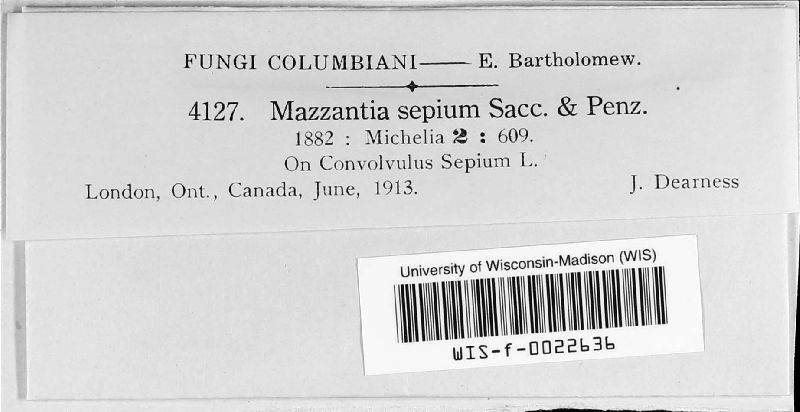 FUNGI COLUMBIANI—— E. Bartholomew.
4127. Mazzantia sepium Sacc. & Penz.
1882 : Michelia 2 : 609.
On Convolvulus Sepium L.
London, Ont., Canada, June, 1913. J. Dearness
University of Wisconsin-Madison (WIS)
WIS-f-0022636